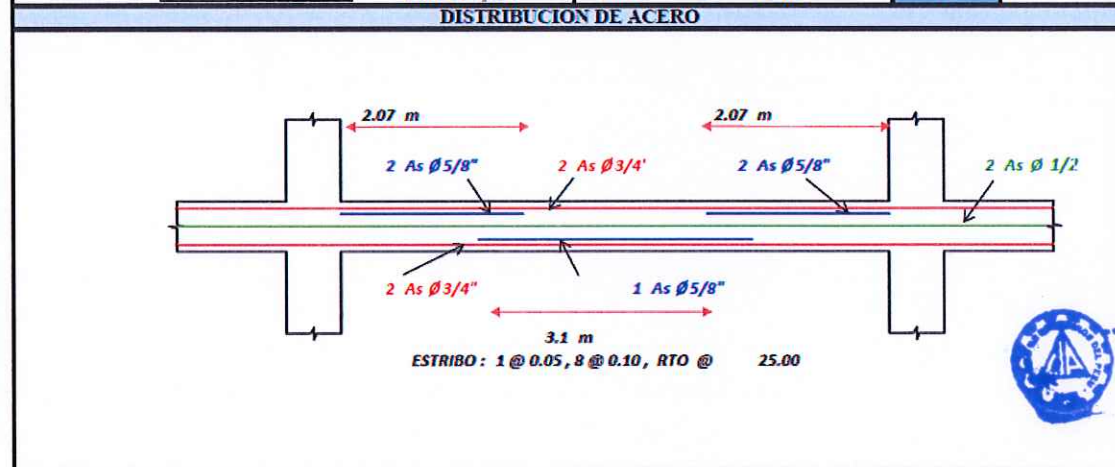 DISTRIBUCION DE ACERO
2.07 m
2.07 m
2 As Ø5/8"
2 As Ø3/4'
2 As Ø5/8"
2 As Ø 1/2
2 As Ø3/4"
1 As Ø5/8"
3.1 m
ESTRIBO : 1 @ 0.05 , 8 @ 0.10 , RTO @ 25.00